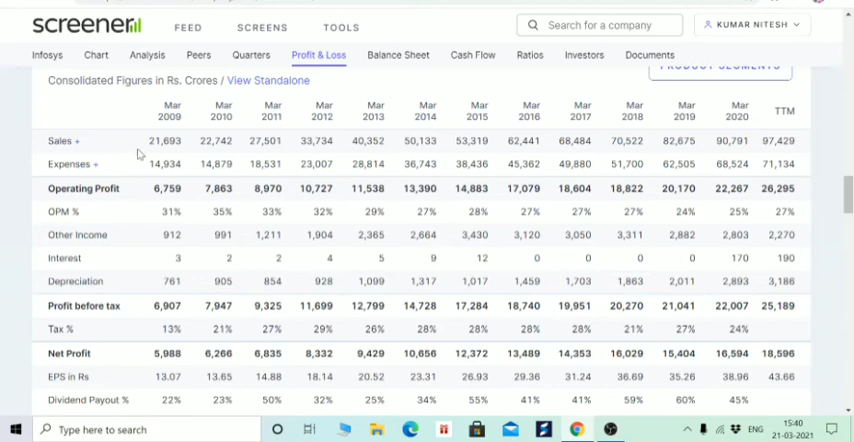 screener
FEED SCREENS TOOLS
Search for a company
KUMAR NITESH
Infosys Chart Analysis Peers Quarters Profit & Loss Balance Sheet Cash Flow Ratios Investors Documents
Consolidated Figures in Rs. Crores / View Standalone
PRODUCT SEGMENTS
Mar 2009 Mar 2010 Mar 2011 Mar 2012 Mar 2013 Mar 2014 Mar 2015 Mar 2016 Mar 2017 Mar 2018 Mar 2019 Mar 2020 TTM
Sales + 21,693 22,742 27,501 33,734 40,352 50,133 53,319 62,441 68,484 70,522 82,675 90,791 97,429
Expenses + 14,934 14,879 18,531 23,007 28,814 36,743 38,436 45,362 49,880 51,700 62,505 68,524 71,134
Operating Profit 6,759 7,863 8,970 10,727 11,538 13,390 14,883 17,079 18,604 18,822 20,170 22,267 26,295
OPM % 31% 35% 33% 32% 29% 27% 28% 27% 27% 27% 24% 25% 27%
Other Income 912 991 1,211 1,904 2,365 2,664 3,430 3,120 3,050 3,311 2,882 2,803 2,270
Interest 3 2 2 4 5 9 12 0 0 0 0 170 190
Depreciation 761 905 854 928 1,099 1,317 1,017 1,459 1,703 1,863 2,011 2,893 3,186
Profit before tax 6,907 7,947 9,325 11,699 12,799 14,728 17,284 18,740 19,951 20,270 21,041 22,007 25,189
Tax % 13% 21% 27% 29% 26% 28% 28% 28% 28% 21% 27% 24%
Net Profit 5,988 6,266 6,835 8,332 9,429 10,656 12,372 13,489 14,353 16,029 15,404 16,594 18,596
EPS in Rs 13.07 13.65 14.88 18.14 20.52 23.31 26.93 29.36 31.24 36.69 35.26 38.96 43.66
Dividend Payout % 22% 23% 50% 32% 25% 34% 55% 41% 41% 59% 60% 45%
Type here to search
ENG
15:40
21-03-2021